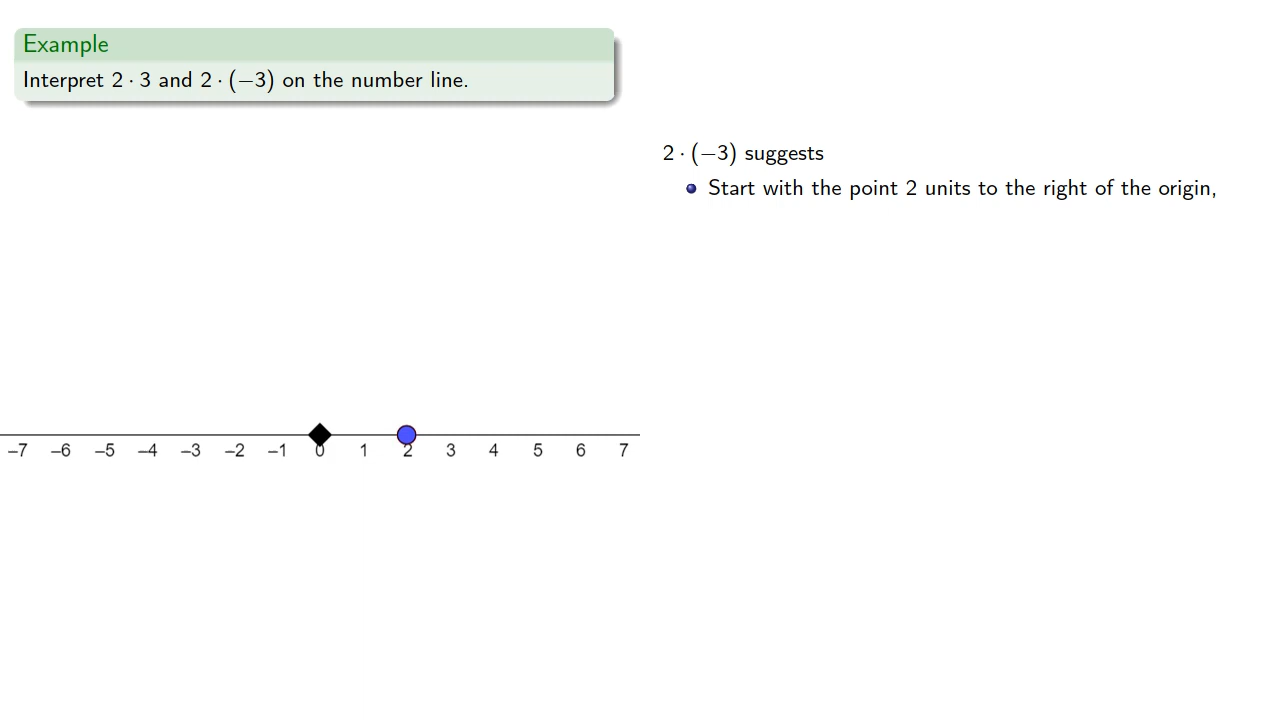 Example
Interpret 2 · 3 and 2 · (−3) on the number line.
2 · (−3) suggests
Start with the point 2 units to the right of the origin,
−7 −6 −5 −4 −3 −2 −1 0 1 2 3 4 5 6 7